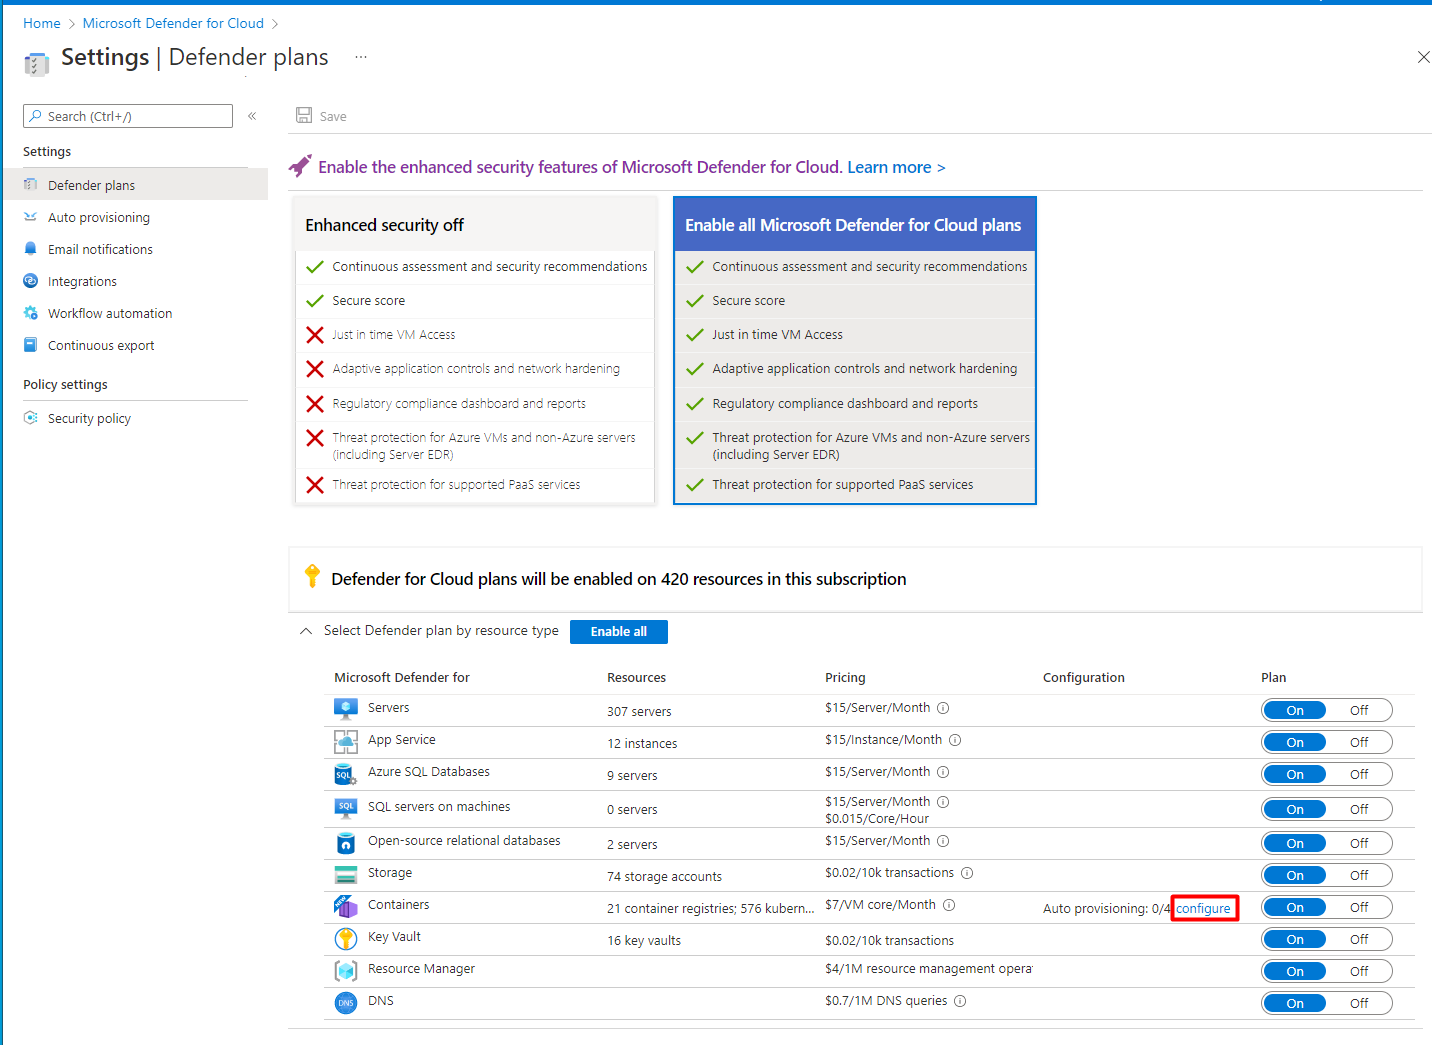 Home > Microsoft Defender for Cloud >
Settings | Defender plans ...
Search (Ctrl+/)
«
Save
Settings
Defender plans
Auto provisioning
Email notifications
Integrations
Workflow automation
Continuous export
Policy settings
Security policy
Enable the enhanced security features of Microsoft Defender for Cloud. Learn more >
Enhanced security off
Continuous assessment and security recommendations
Secure score
Just in time VM Access
Adaptive application controls and network hardening
Regulatory compliance dashboard and reports
Threat protection for Azure VMs and non-Azure servers
(including Server EDR)
Threat protection for supported PaaS services
Enable all Microsoft Defender for Cloud plans
Continuous assessment and security recommendations
Secure score
Just in time VM Access
Adaptive application controls and network hardening
Regulatory compliance dashboard and reports
Threat protection for Azure VMs and non-Azure servers
(including Server EDR)
Threat protection for supported PaaS services
Defender for Cloud plans will be enabled on 420 resources in this subscription
Select Defender plan by resource type Enable all
Microsoft Defender for Resources Pricing Configuration Plan
Servers 307 servers $15/Server/Month On Off
App Service 12 instances $15/Instance/Month On Off
SQL Azure SQL Databases 9 servers $15/Server/Month On Off
SQL SQL servers on machines 0 servers $15/Server/Month On Off
$0.015/Core/Hour
Open-source relational databases 2 servers $15/Server/Month On Off
Storage 74 storage accounts $0.02/10k transactions On Off
NEW Containers 21 container registries; 576 kubern... $7/VM core/Month Auto provisioning: 0/4 configure On Off
Key Vault 16 key vaults $0.02/10k transactions On Off
Resource Manager $4/1M resource management opera On Off
DNS DNS $0.7/1M DNS queries On Off